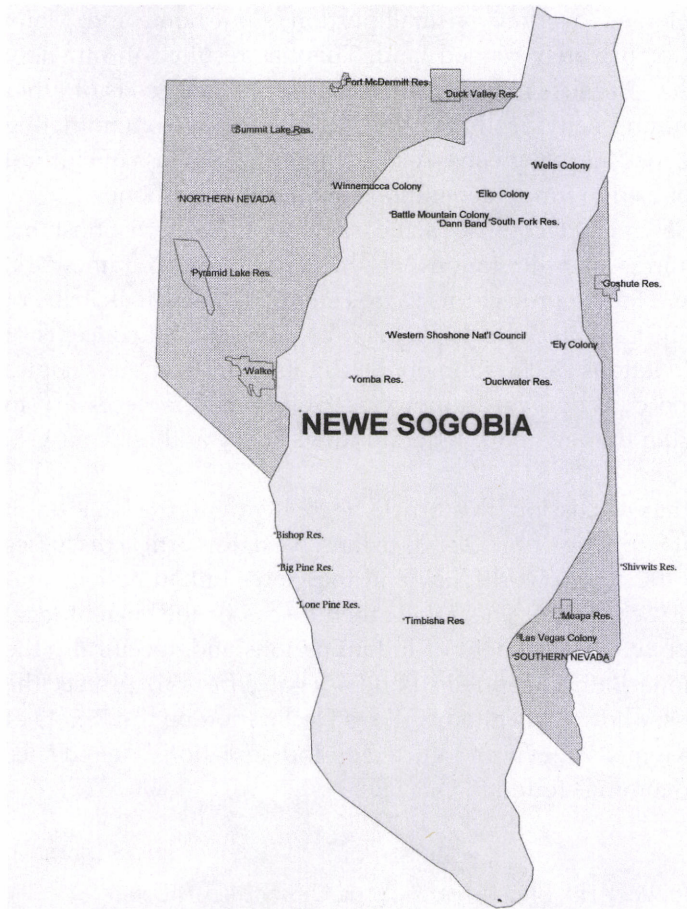 Fort McDermitt Res.
Duck Valley Res.
Summit Lake Res.
Wells Colony
Winnemucca Colony
Elko Colony
NORTHERN NEVADA
Battle Mountain Colony
Dann Band
South Fork Res.
Pyramid Lake Res.
Goshute Res.
Western Shoshone Nat'l Council
Ely Colony
Walker
Yomba Res.
Duckwater Res.
NEWE SOGOBIA
Bishop Res.
Big Pine Res.
Shivwits Res.
Lone Pine Res.
Moapa Res.
Timbisha Res
Las Vegas Colony
SOUTHERN NEVADA